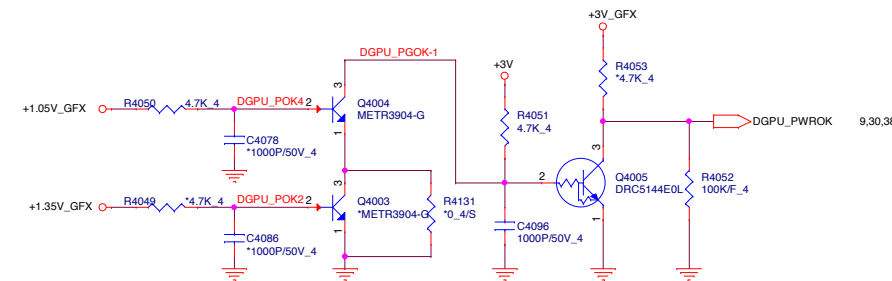 +3V_GFX
DGPU_PGOK-1
+3V
3
R4053
*4.7K_4
+1.05V_GFX
R4050
4.7K_4
DGPU_POK4
2
Q4004
METR3904-G
1
R4051
4.7K_4
DGPU_PWROK
9,30,38
C4078
*1000P/50V_4
3
2
Q4005
DRC5144E0L
1
R4052
100K/F_4
+1.35V_GFX
R4049
*4.7K_4
DGPU_POK2
2
3
Q4003
*METR3904-G
1
R4131
*0_4/S
C4096
1000P/50V_4
C4086
*1000P/50V_4